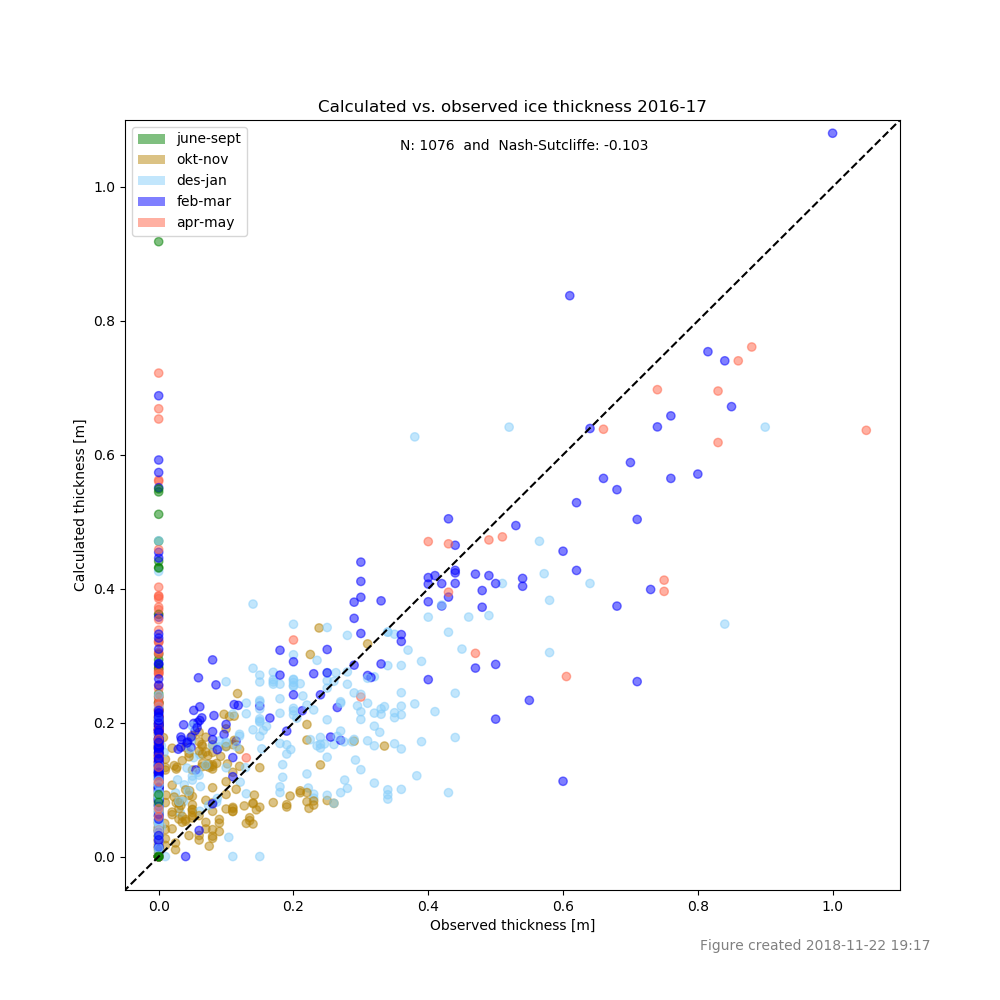 Calculated vs. observed ice thickness 2016-17
N: 1076  and  Nash-Sutcliffe: -0.103
june-sept
okt-nov
des-jan
feb-mar
apr-may
1.0
0.8
0.6
0.4
0.2
0.0
Calculated thickness [m]
0.0 0.2 0.4 0.6 0.8 1.0
Observed thickness [m]
Figure created 2018-11-22 19:17